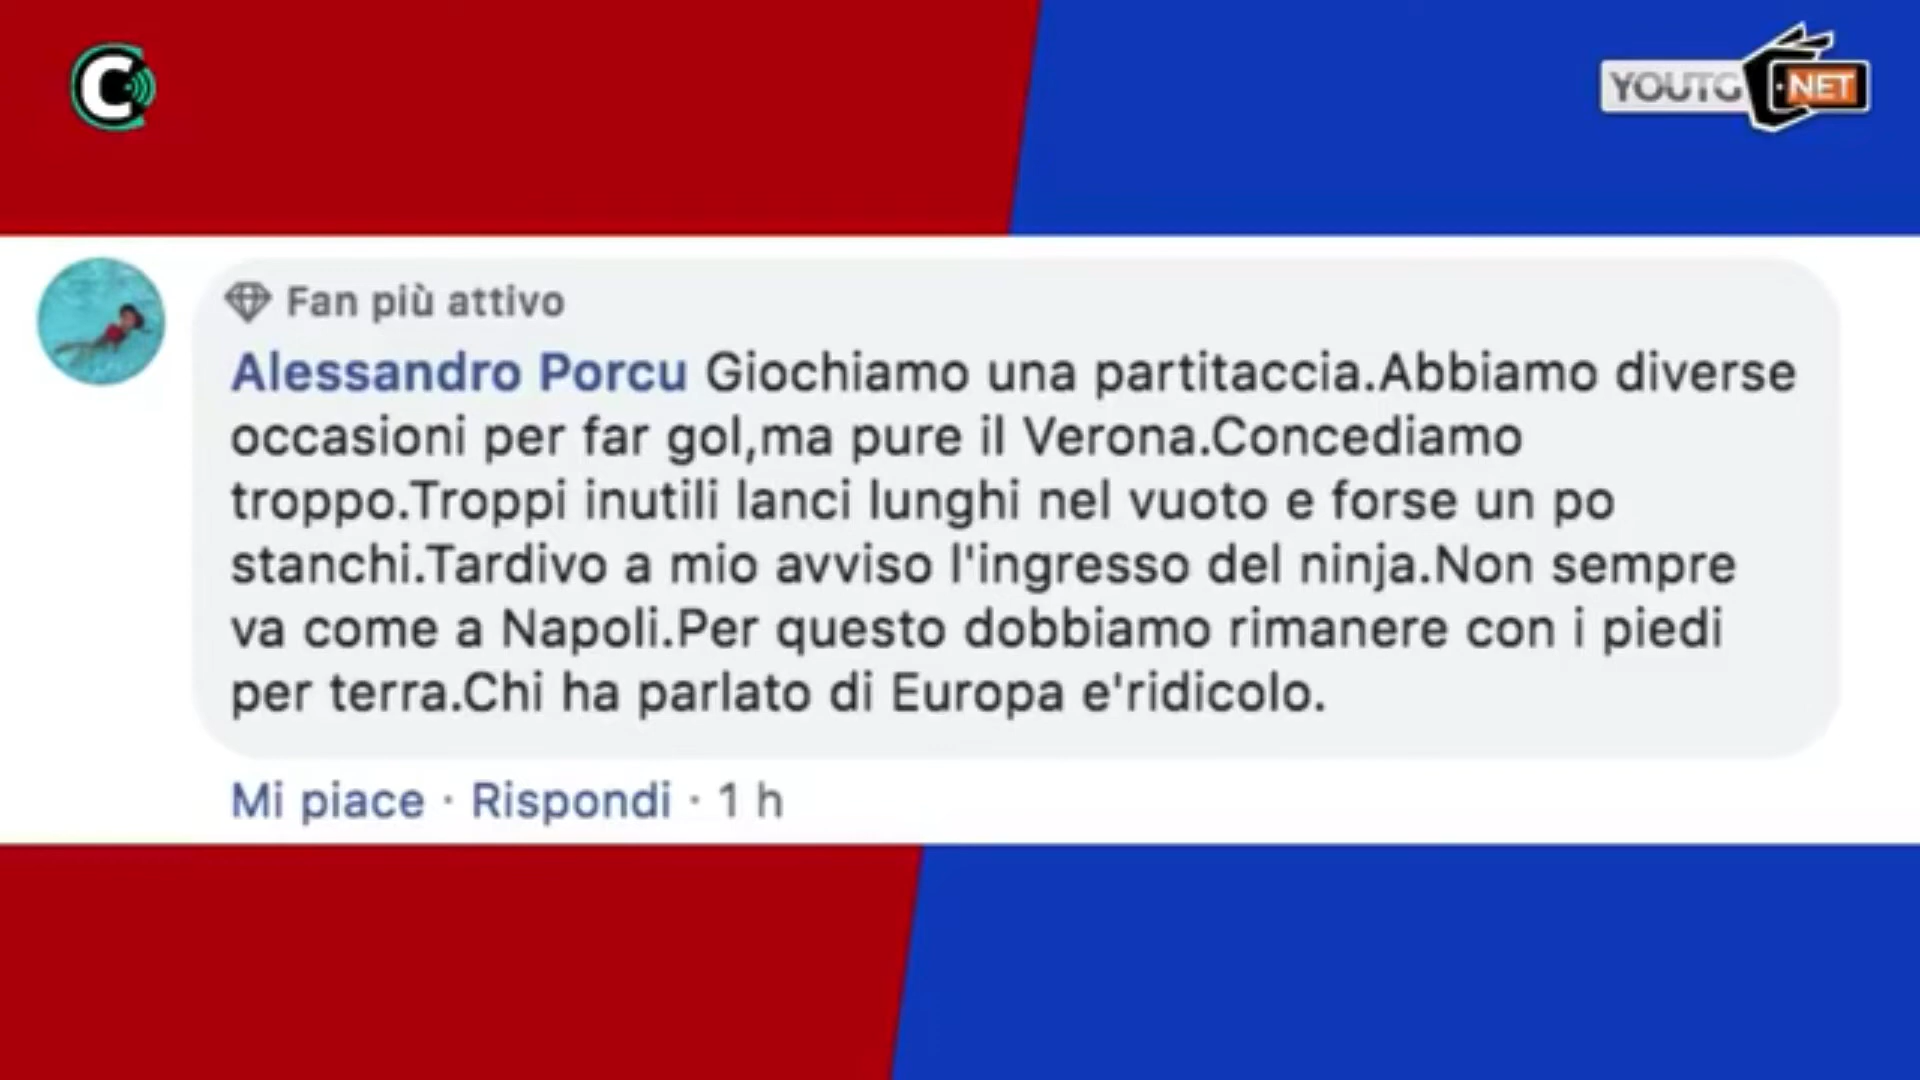 C
YOUTG NET
Fan più attivo
Alessandro Porcu Giochiamo una partitaccia.Abbiamo diverse
occasioni per far gol,ma pure il Verona.Concediamo
troppo.Troppi inutili lanci lunghi nel vuoto e forse un po
stanchi.Tardivo a mio avviso l'ingresso del ninja.Non sempre
va come a Napoli.Per questo dobbiamo rimanere con i piedi
per terra.Chi ha parlato di Europa e'ridicolo.
Mi piace · Rispondi · 1 h